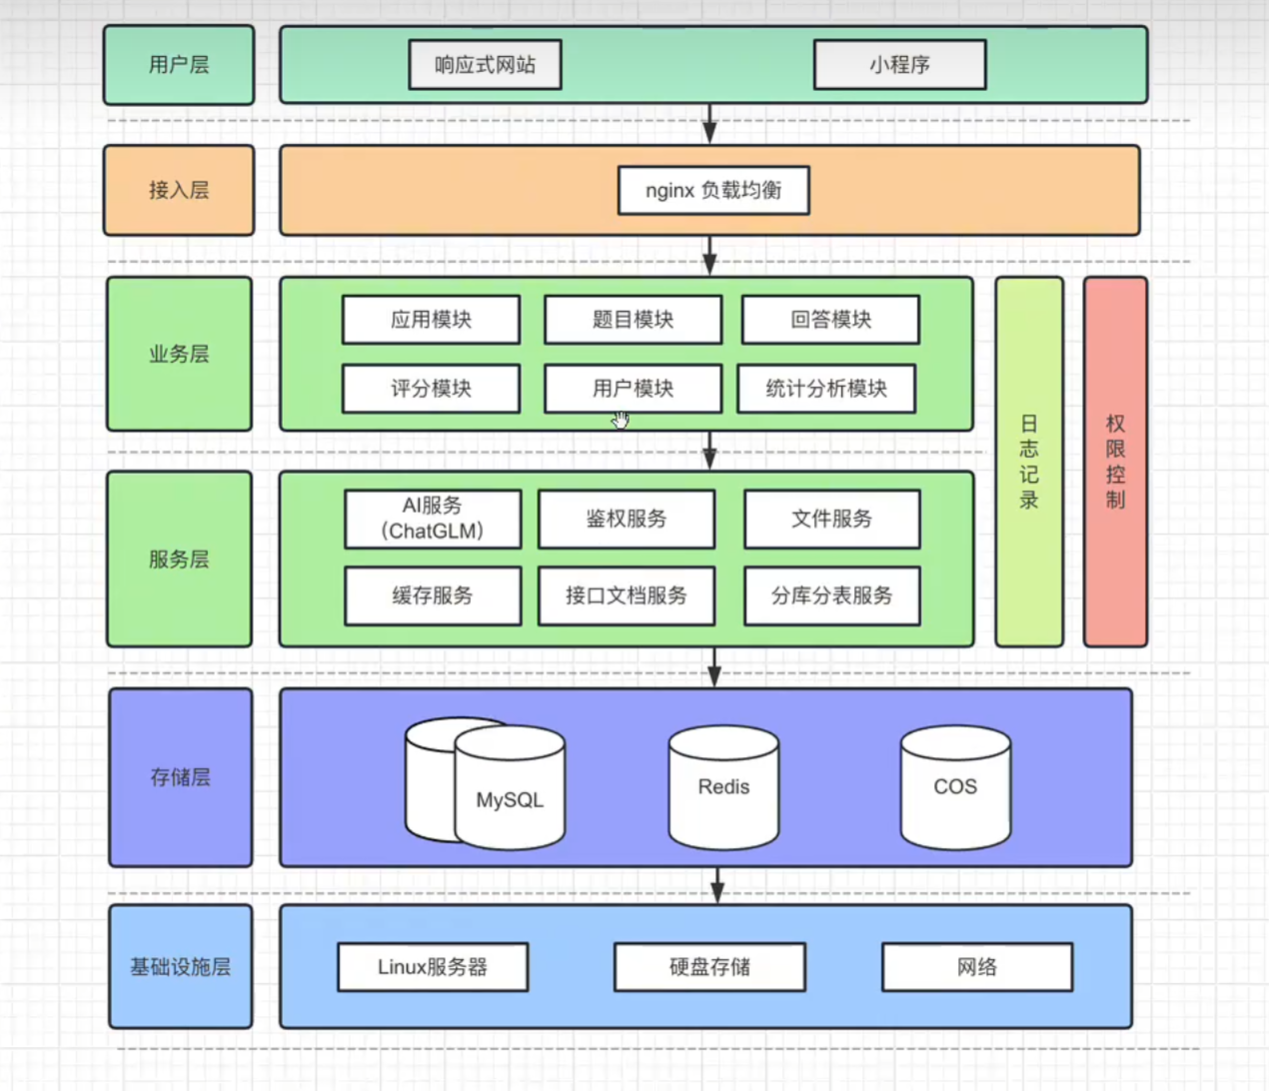 用户层
响应式网站
小程序
接入层
nginx 负载均衡
业务层
应用模块
题目模块
回答模块
评分模块
用户模块
统计分析模块
服务层
AI服务
（ChatGLM）
鉴权服务
文件服务
缓存服务
接口文档服务
分库分表服务
日志记录
权限控制
存储层
MySQL
Redis
COS
基础设施层
Linux服务器
硬盘存储
网络